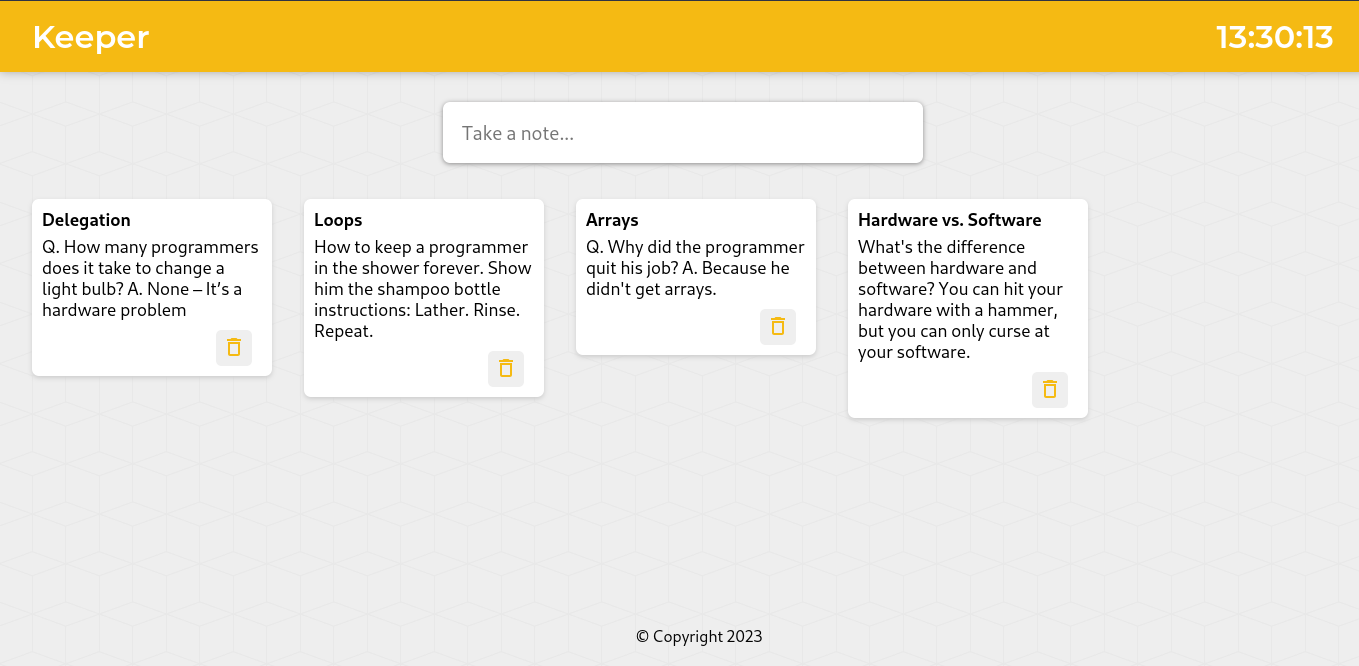 Keeper
13:30:13
Take a note...
Delegation
Q. How many programmers
does it take to change a
light bulb? A. None – It’s a
hardware problem
Loops
How to keep a programmer
in the shower forever. Show
him the shampoo bottle
instructions: Lather. Rinse.
Repeat.
Arrays
Q. Why did the programmer
quit his job? A. Because he
didn't get arrays.
Hardware vs. Software
What's the difference
between hardware and
software? You can hit your
hardware with a hammer,
but you can only curse at
your software.
© Copyright 2023